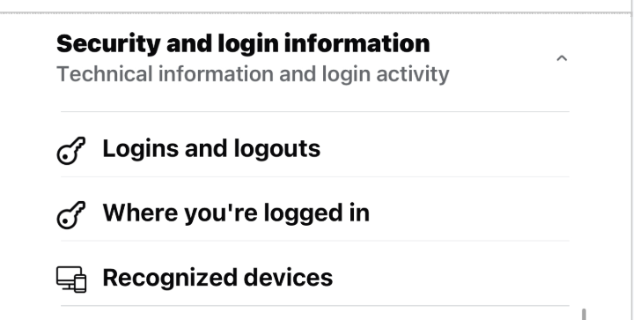 Security and login information
Technical information and login activity
Logins and logouts
Where you're logged in
Recognized devices